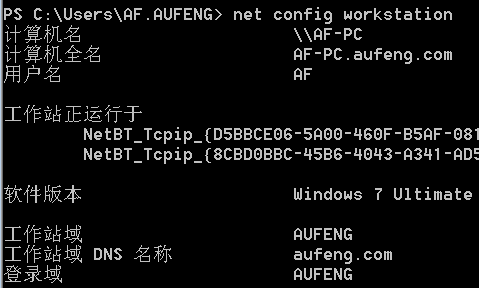 PS C:\Users\AF.AUFENG> net config workstation
计算机名 \\AF-PC
计算机全名 AF-PC.aufeng.com
用户名 AF
工作站正运行于
NetBT_Tcpip_{D5BBCE06-5A00-460F-B5AF-081
NetBT_Tcpip_{8CBD0BBC-45B6-4043-A341-AD5
软件版本 Windows 7 Ultimate
工作站域 AUFENG
工作站域 DNS 名称 aufeng.com
登录域 AUFENG